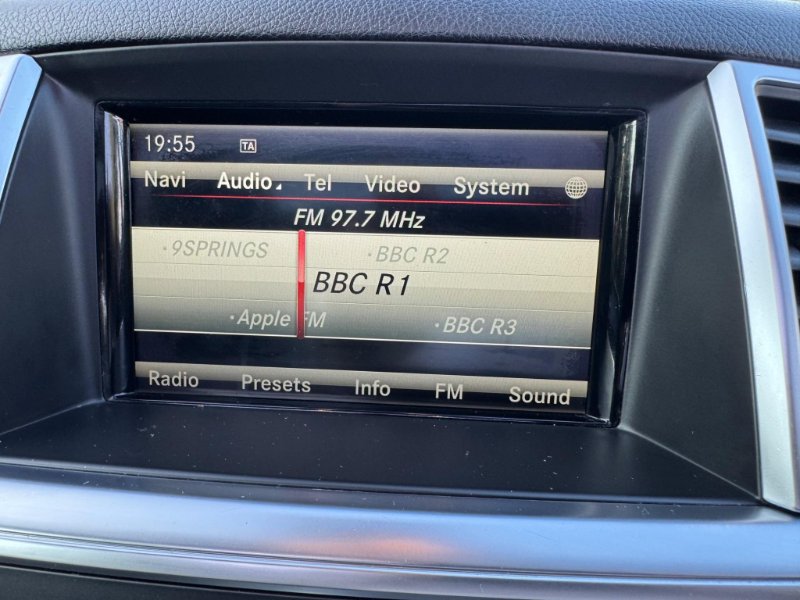 19:55 TA
Navi Audio Tel Video System
FM 97.7 MHz
·9SPRINGS ·BBC R2
BBC R1
·Apple FM ·BBC R3
Radio Presets Info FM Sound